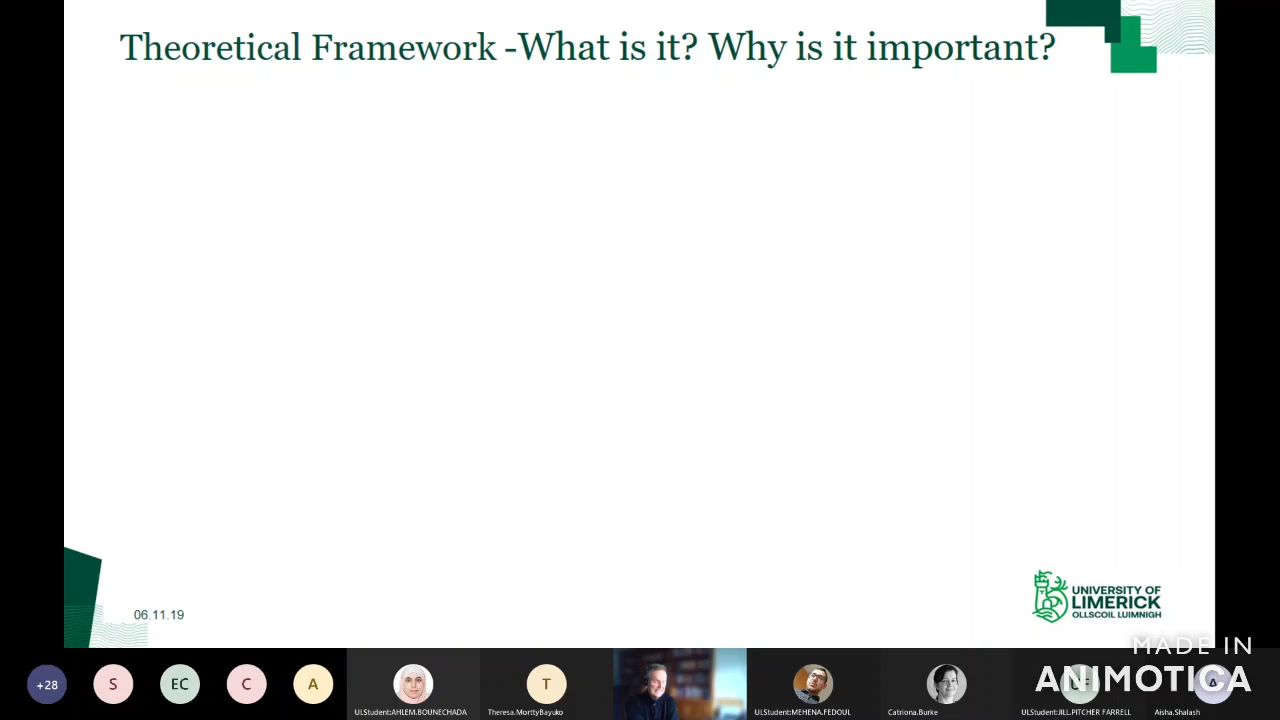 Theoretical Framework -What is it? Why is it important?
06.11.19
UNIVERSITY OF
LIMERICK
OLLSCOIL LUIMNIGH
MADE IN
ANIMOTICA
+28
S
EC
C
A
T
ULStudent:AHLEM.BOUNECHADA
Theresa.MorttyBayuko
ULStudent:MEHENA.FEDOUL
Catriona.Burke
ULStudent:JILL.PITCHER FARRELL
Aisha.Shalash